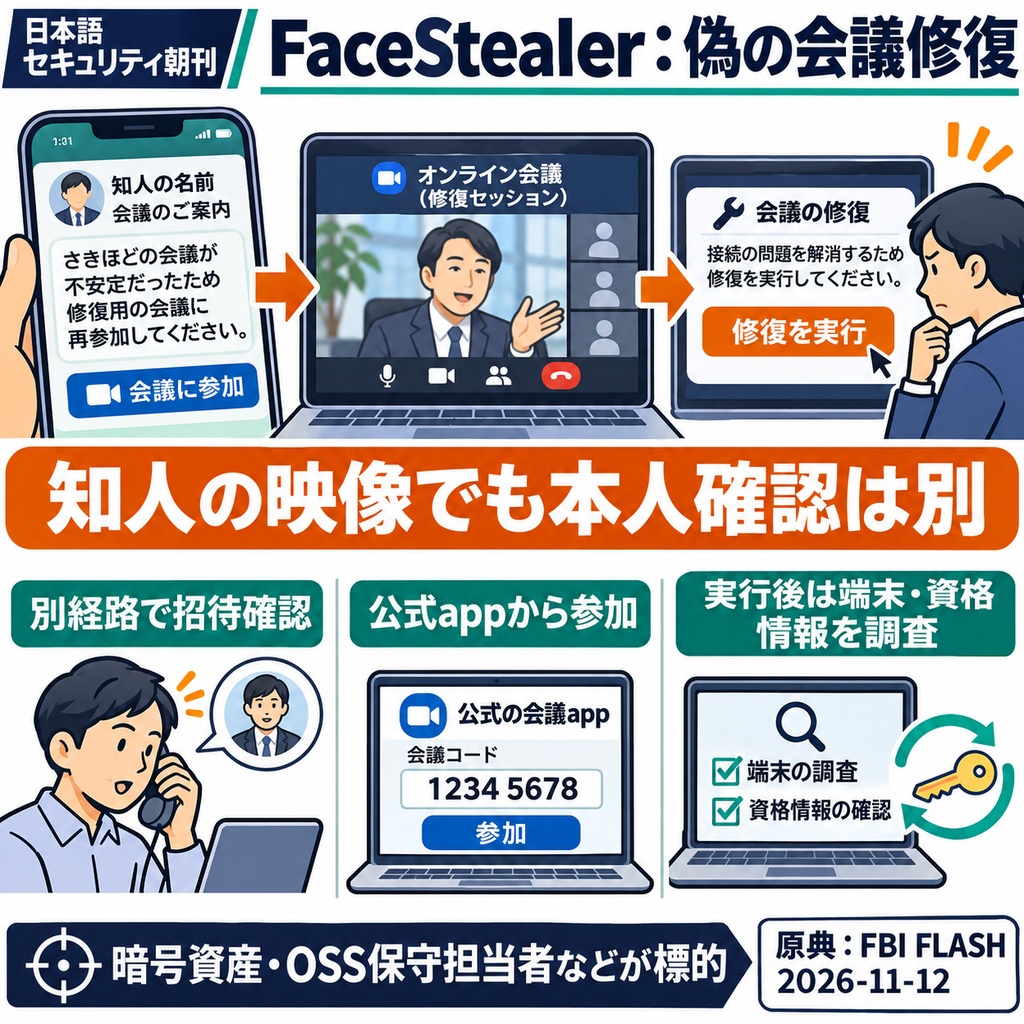 日本語
セキュリティ朝刊
FaceStealer：偽の会議修復
1:31
知人の名前
会議のご案内
さきほどの会議が
不安定だったため
修復用の会議に
再参加してください。
会議に参加
オンライン会議
（修復セッション）
会議の修復
接続の問題を解消するため
修復を実行してください。
修復を実行
知人の映像でも本人確認は別
別経路で招待確認
公式appから参加
公式の会議app
会議コード
1234 5678
参加
実行後は端末・資格
情報を調査
端末の調査
資格情報の確認
暗号資産・OSS保守担当者などが標的
原典：FBI FLASH
2026-11-12